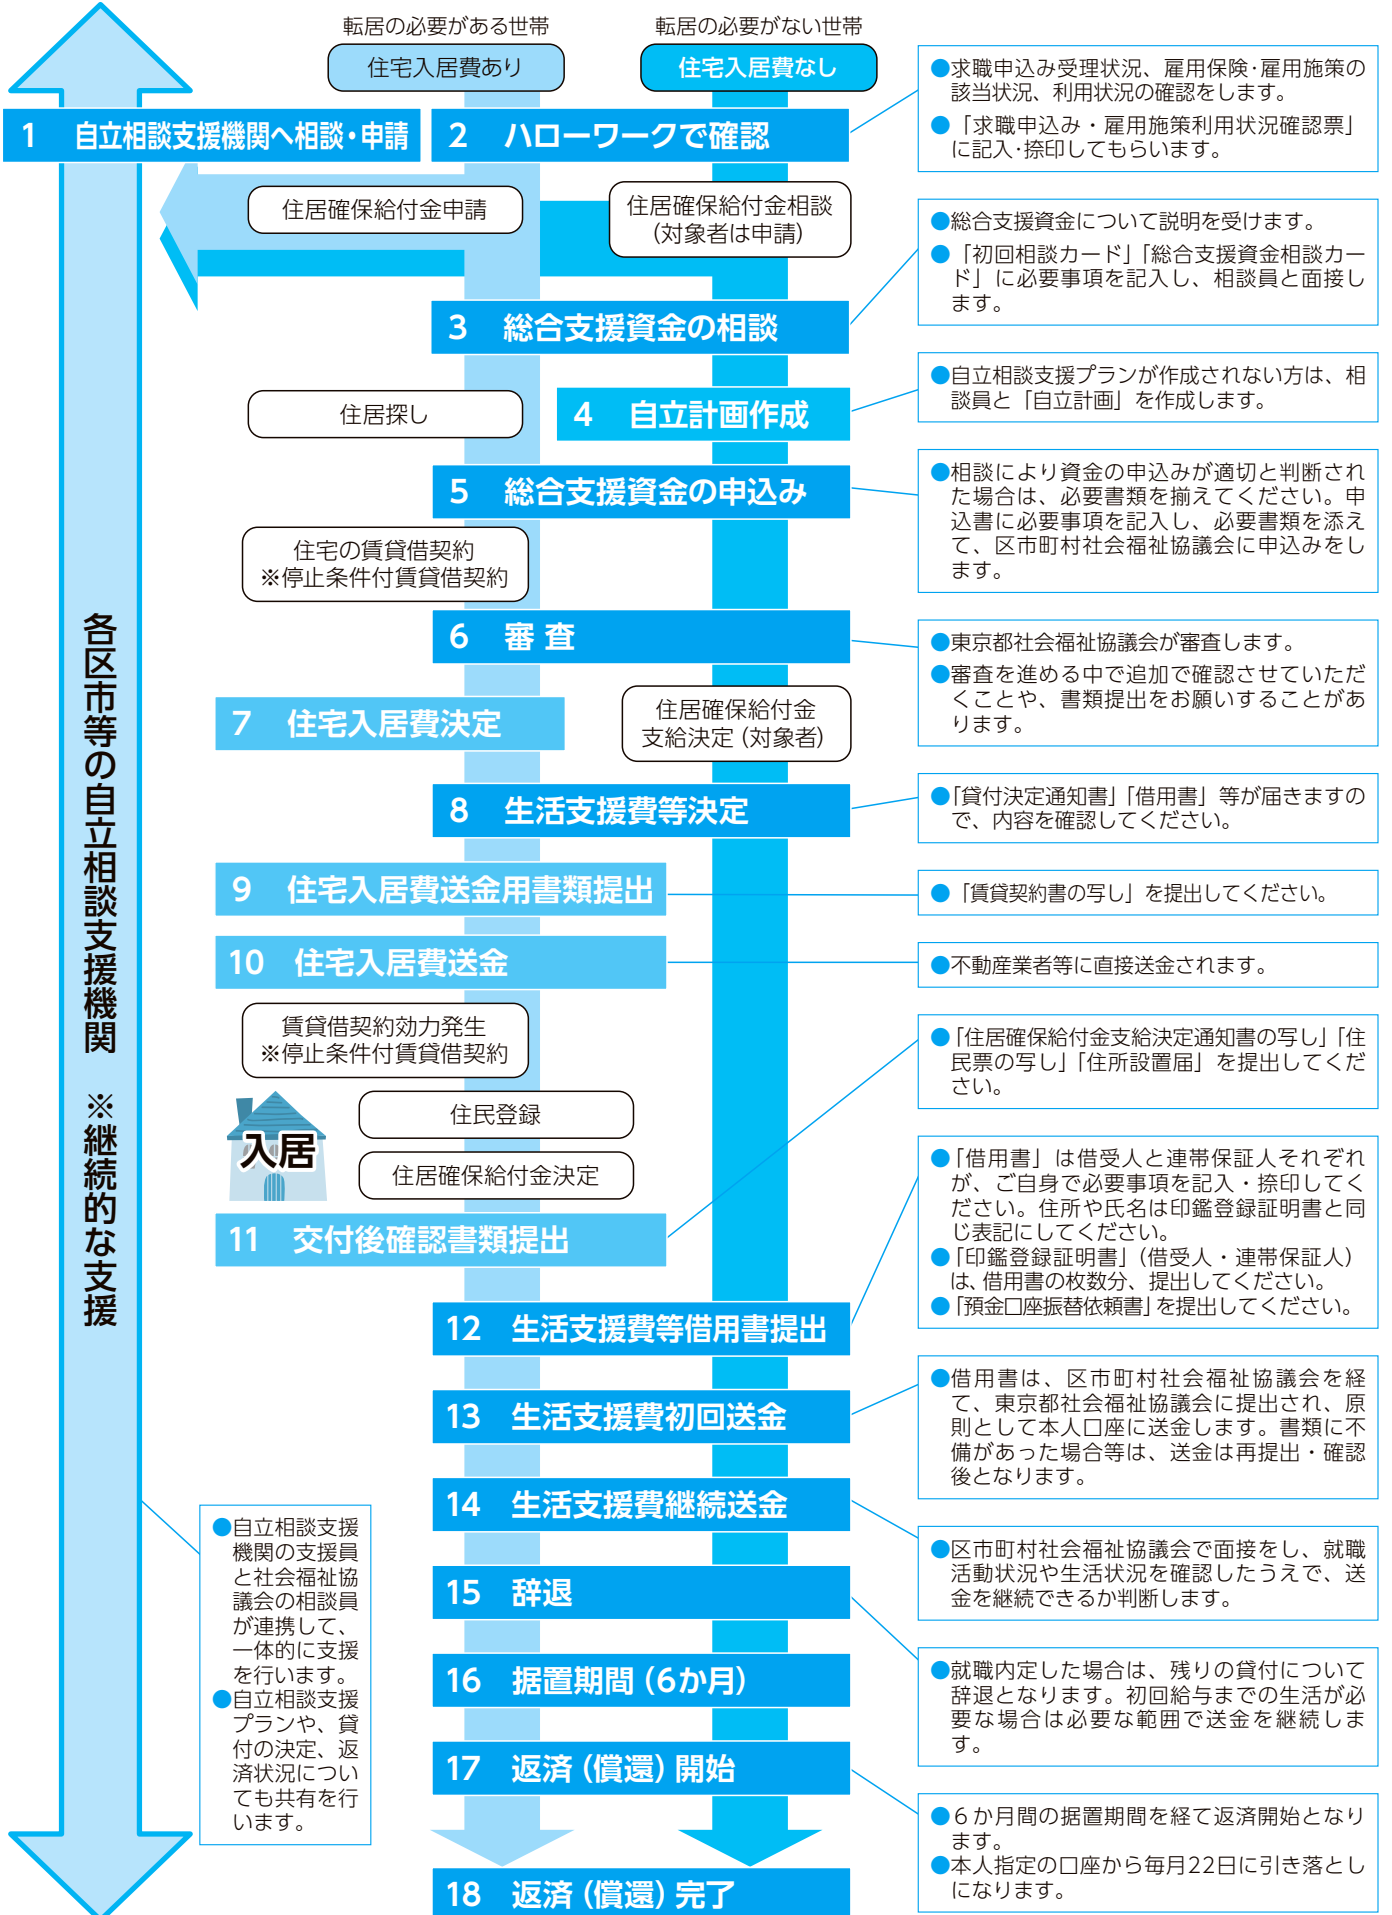 転居の必要がある世帯
転居の必要がない世帯
住宅入居費あり
住宅入居費なし
1 自立相談支援機関へ相談・申請
2 ハローワークで確認
●求職申込み受理状況、雇用保険・雇用施策の
該当状況、利用状況の確認をします。
●「求職申込み・雇用施策利用状況確認票」
に記入・捺印してもらいます。
住居確保給付金申請
住居確保給付金相談
(対象者は申請)
●総合支援資金について説明を受けます。
●「初回相談カード」「総合支援資金相談カー
ド」に必要事項を記入し、相談員と面接し
ます。
3 総合支援資金の相談
住居探し
4 自立計画作成
●自立相談支援プランが作成されない方は、相
談員と「自立計画」を作成します。
5 総合支援資金の申込み
●相談により資金の申込みが適切と判断され
た場合は、必要書類を揃えてください。申
込書に必要事項を記入し、必要書類を添え
て、区市町村社会福祉協議会に申込みをし
ます。
住宅の賃貸借契約
※停止条件付賃貸借契約
6 審 査
●東京都社会福祉協議会が審査します。
●審査を進める中で追加で確認させていただ
くことや、書類提出をお願いすることがあ
ります。
7 住宅入居費決定
住居確保給付金
支給決定(対象者)
8 生活支援費等決定
●「貸付決定通知書」「借用書」等が届きますの
で、内容を確認してください。
9 住宅入居費送金用書類提出
●「賃貸契約書の写し」を提出してください。
10 住宅入居費送金
●不動産業者等に直接送金されます。
賃貸借契約効力発生
※停止条件付賃貸借契約
入居
住民登録
住居確保給付金決定
●「住居確保給付金支給決定通知書の写し」「住
民票の写し」「住所設置届」を提出してくだ
さい。
11 交付後確認書類提出
●「借用書」は借受人と連帯保証人それぞれ
が、ご自身で必要事項を記入・捺印してく
ださい。住所や氏名は印鑑登録証明書と同
じ表記にしてください。
●「印鑑登録証明書」(借受人・連帯保証人)
は、借用書の枚数分、提出してください。
●「預金口座振替依頼書」を提出してください。
12 生活支援費等借用書提出
13 生活支援費初回送金
●借用書は、区市町村社会福祉協議会を経
て、東京都社会福祉協議会に提出され、原
則として本人口座に送金します。書類に不
備があった場合等は、送金は再提出・確認
後となります。
14 生活支援費継続送金
●区市町村社会福祉協議会で面接をし、就職
活動状況や生活状況を確認したうえで、送
金を継続できるか判断します。
15 辞退
●就職内定した場合は、残りの貸付について
辞退となります。初回給与までの生活が必
要な場合は必要な範囲で送金を継続しま
す。
16 据置期間(6か月)
17 返済(償還)開始
●6か月間の据置期間を経て返済開始となり
ます。
●本人指定の口座から毎月22日に引き落とし
になります。
18 返済(償還)完了
各区市等の自立相談支援機関 ※継続的な支援
●自立相談支援
機関の支援員
と社会福祉協
議会の相談員
が連携して、
一体的に支援
を行います。
●自立相談支援
プランや、貸
付の決定、返
済状況につい
ても共有を行
います。